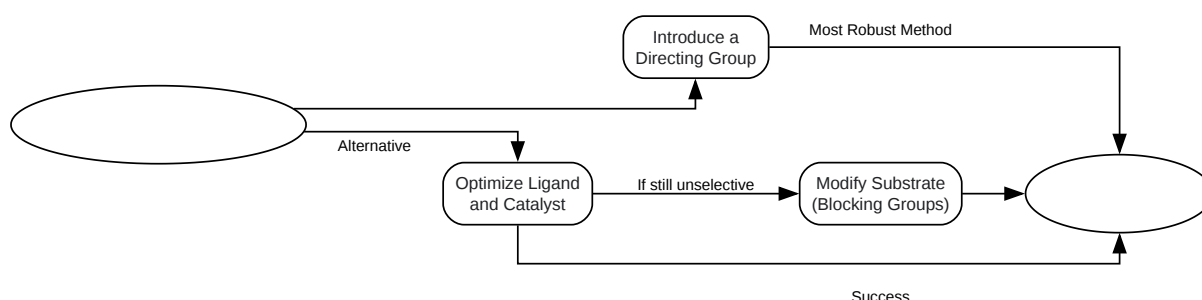 Introduce a
Directing Group
Most Robust Method
Alternative
Optimize Ligand
and Catalyst
If still unselective
Modify Substrate
(Blocking Groups)
Success